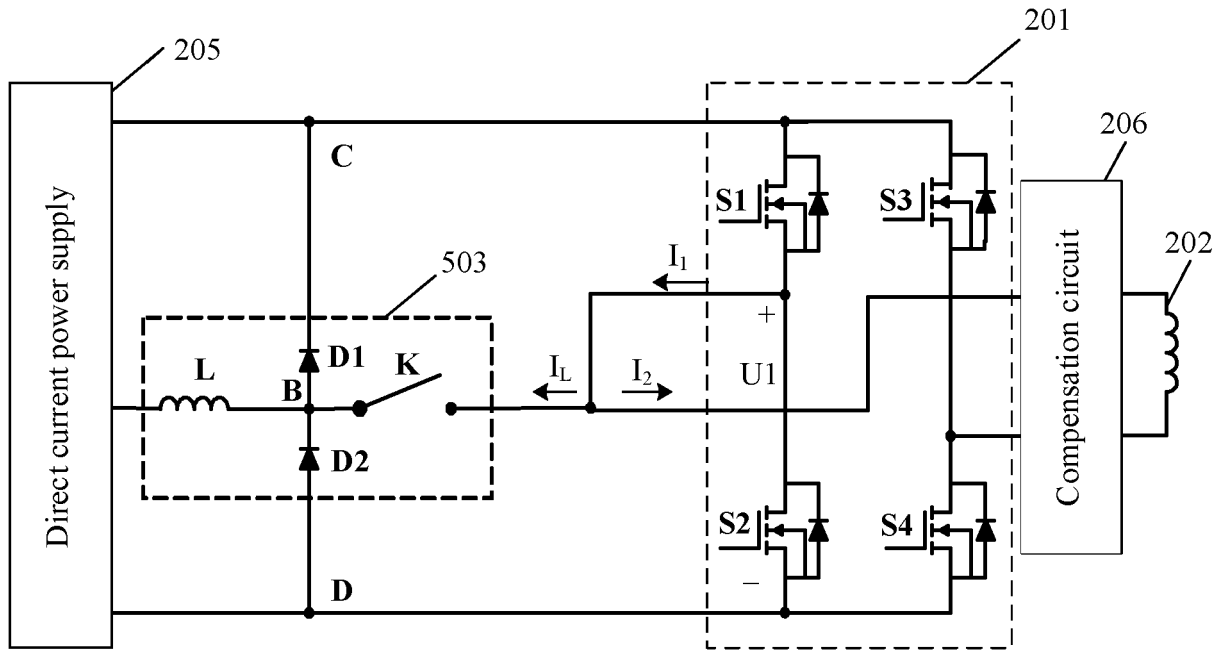 205
201
206
202
503
Direct current power supply
Compensation circuit
C
S1
S3
I1
+
U1
L
B
D1
K
IL
I2
D2
S2
S4
D
−